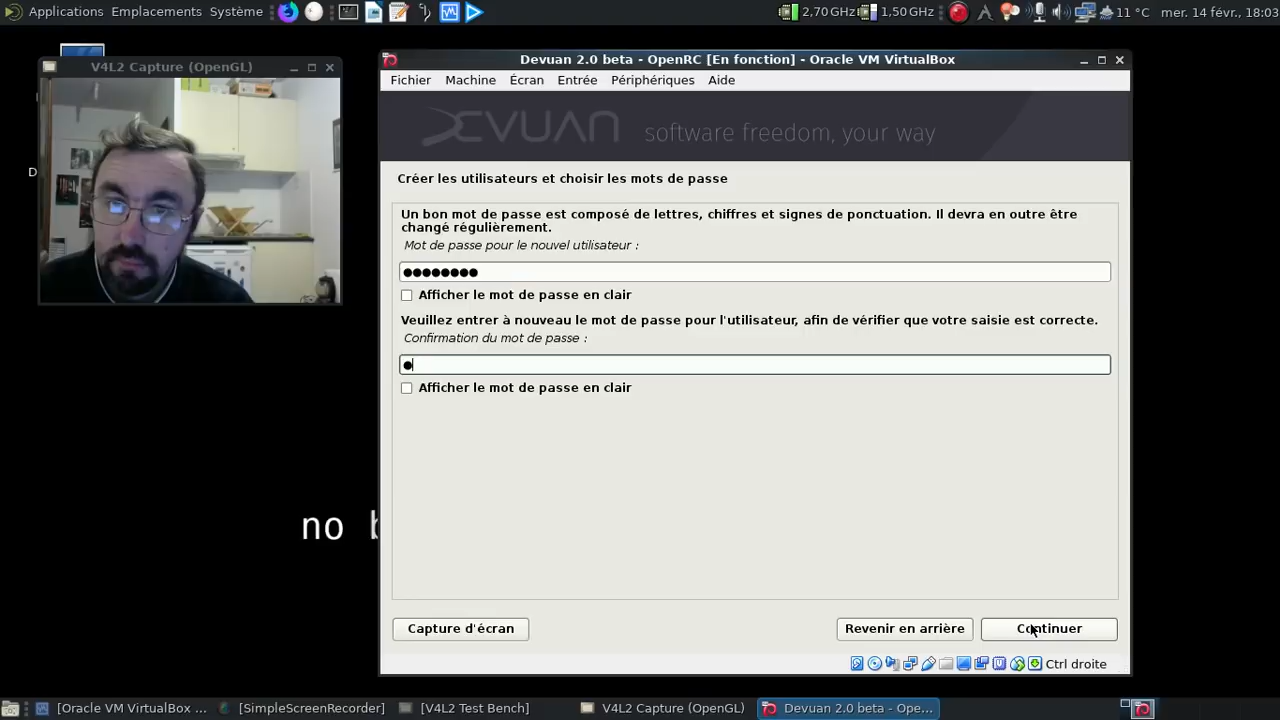 Applications Emplacements Système
2,70 GHz 1,50 GHz 11 °C mer. 14 févr., 18:03
V4L2 Capture (OpenGL)
Devuan 2.0 beta - OpenRC [En fonction] - Oracle VM VirtualBox
Fichier Machine Écran Entrée Périphériques Aide
DEVUAN software freedom, your way
D
Créer les utilisateurs et choisir les mots de passe
Un bon mot de passe est composé de lettres, chiffres et signes de ponctuation. Il devra en outre être
changé régulièrement.
Mot de passe pour le nouvel utilisateur :
Afficher le mot de passe en clair
Veuillez entrer à nouveau le mot de passe pour l'utilisateur, afin de vérifier que votre saisie est correcte.
Confirmation du mot de passe :
Afficher le mot de passe en clair
no
Capture d'écran Revenir en arrière Continuer
Ctrl droite
[Oracle VM VirtualBox ... [SimpleScreenRecorder] [V4L2 Test Bench] V4L2 Capture (OpenGL) Devuan 2.0 beta - Ope...